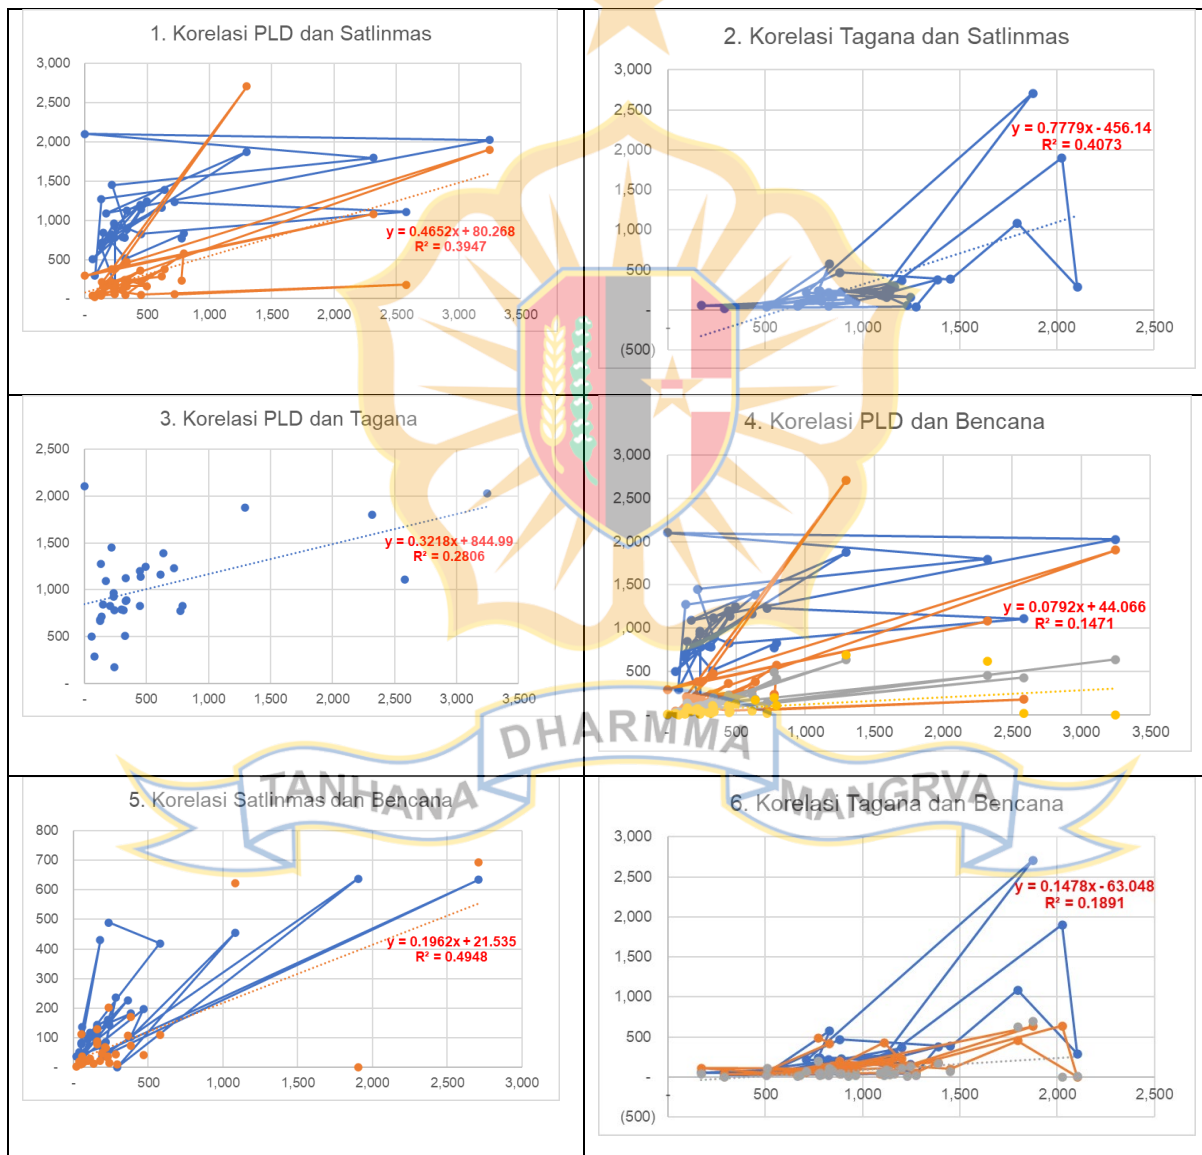 1. Korelasi PLD dan Satlinmas
3,000
2,500
2,000
1,500
1,000
500
-
y = 0.4652x + 80.268
R² = 0.3947
- 500 1,000 1,500 2,000 2,500 3,000 3,500
2. Korelasi Tagana dan Satlinmas
3,000
2,500
2,000
1,500
1,000
500
-
(500)
y = 0.7779x - 456.14
R² = 0.4073
- 500 1,000 1,500 2,000 2,500
3. Korelasi PLD dan Tagana
2,500
2,000
1,500
1,000
500
-
y = 0.3218x + 844.99
R² = 0.2806
- 500 1,000 1,500 2,000 2,500 3,000 3,500
4. Korelasi PLD dan Bencana
3,000
2,500
2,000
1,500
1,000
500
-
y = 0.0792x + 44.066
R² = 0.1471
- 500 1,000 1,500 2,000 2,500 3,000 3,500
TANHANA DHARMMA MANGRVA
5. Korelasi Satlinmas dan Bencana
800
700
600
500
400
300
200
100
-
y = 0.1962x + 21.535
R² = 0.4948
- 500 1,000 1,500 2,000 2,500 3,000
6. Korelasi Tagana dan Bencana
3,000
2,500
2,000
1,500
1,000
500
-
(500)
y = 0.1478x - 63.048
R² = 0.1891
- 500 1,000 1,500 2,000 2,500